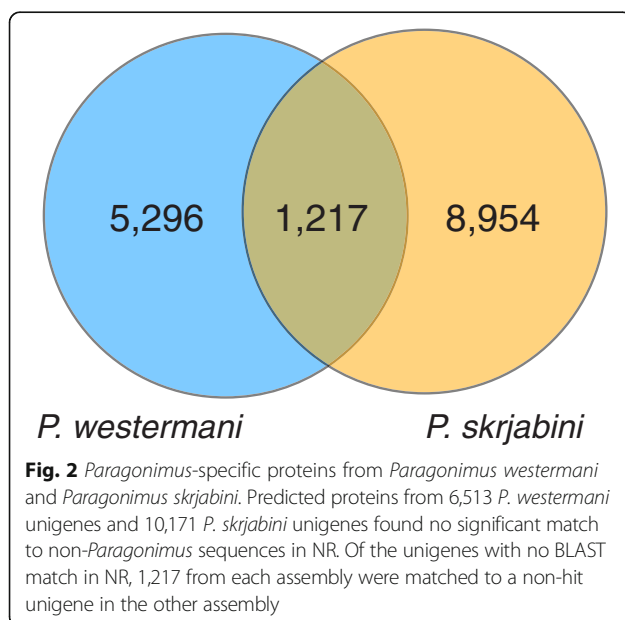 5,296 1,217 8,954
P. westermani P. skrjabini
Fig. 2 Paragonimus-specific proteins from Paragonimus westermani
and Paragonimus skrjabini. Predicted proteins from 6,513 P. westermani
unigenes and 10,171 P. skrjabini unigenes found no significant match
to non-Paragonimus sequences in NR. Of the unigenes with no BLAST
match in NR, 1,217 from each assembly were matched to a non-hit
unigene in the other assembly